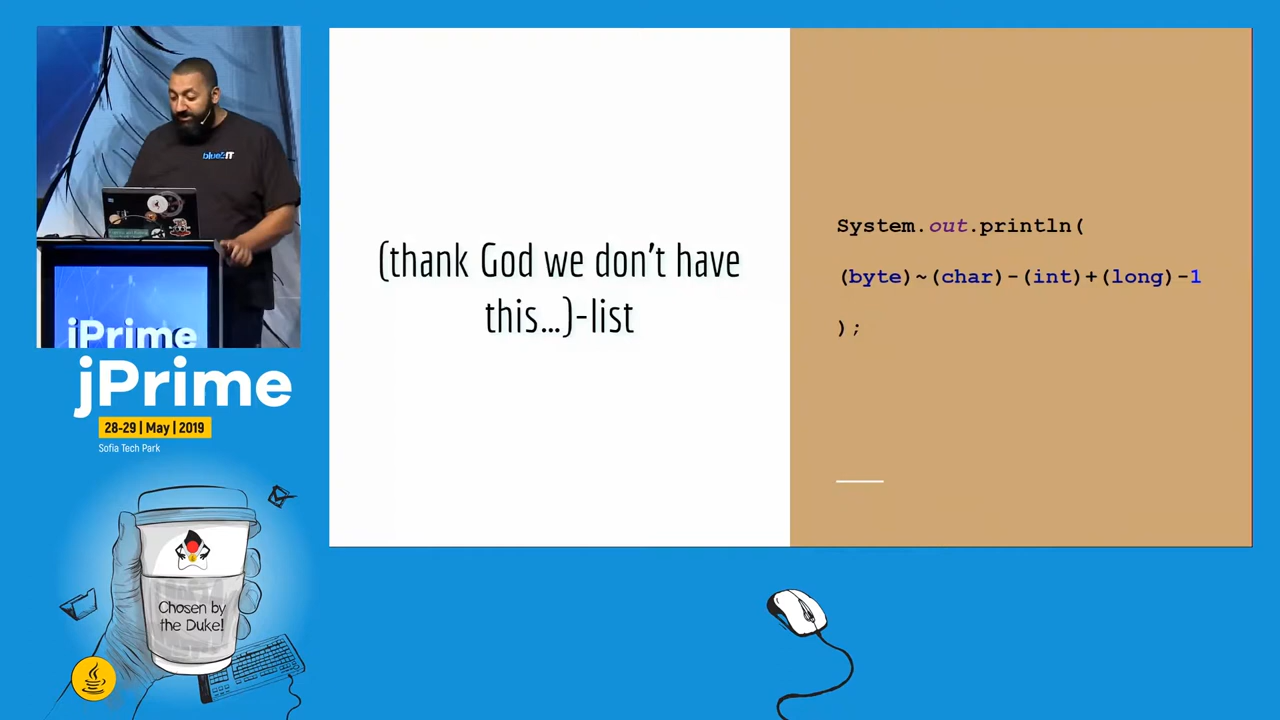 blue2IT
jPrime
jPrime
28-29 | May | 2019
Sofia Tech Park
Chosen by
the Duke!
(thank God we don't have
this...)-list
System.out.println(
(byte)~(char)-(int)+(long)-1
);